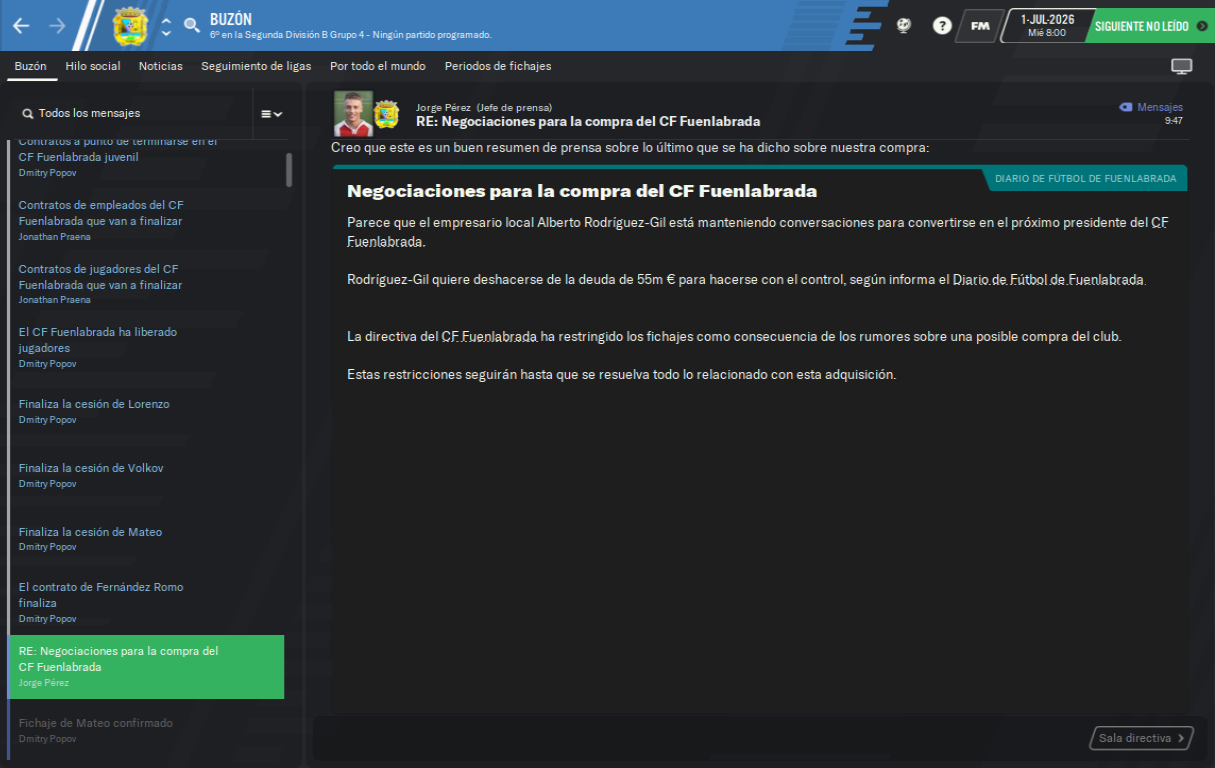 BUZÓN
6º en la Segunda División B Grupo 4 - Ningún partido programado.
?
FM
1-JUL-2026
Mié 8:00
SIGUIENTE NO LEÍDO
Buzón
Hilo social
Noticias
Seguimiento de ligas
Por todo el mundo
Periodos de fichajes
Todos los mensajes
Contratos a punto de terminarse en el
CF Fuenlabrada juvenil
Dmitry Popov
Contratos de empleados del CF
Fuenlabrada que van a finalizar
Jonathan Praena
Contratos de jugadores del CF
Fuenlabrada que van a finalizar
Jonathan Praena
El CF Fuenlabrada ha liberado
jugadores
Dmitry Popov
Finaliza la cesión de Lorenzo
Dmitry Popov
Finaliza la cesión de Volkov
Dmitry Popov
Finaliza la cesión de Mateo
Dmitry Popov
El contrato de Fernández Romo
finaliza
Dmitry Popov
RE: Negociaciones para la compra del
CF Fuenlabrada
Jorge Pérez
Fichaje de Mateo confirmado
Dmitry Popov
Jorge Pérez (Jefe de prensa)
RE: Negociaciones para la compra del CF Fuenlabrada
Mensajes
9:47
Creo que este es un buen resumen de prensa sobre lo último que se ha dicho sobre nuestra compra:
DIARIO DE FÚTBOL DE FUENLABRADA
Negociaciones para la compra del CF Fuenlabrada
Parece que el empresario local Alberto Rodríguez-Gil está manteniendo conversaciones para convertirse en el próximo presidente del CF
Fuenlabrada.
Rodríguez-Gil quiere deshacerse de la deuda de 55m € para hacerse con el control, según informa el Diario de Fútbol de Fuenlabrada.
La directiva del CF Fuenlabrada ha restringido los fichajes como consecuencia de los rumores sobre una posible compra del club.
Estas restricciones seguirán hasta que se resuelva todo lo relacionado con esta adquisición.
Sala directiva